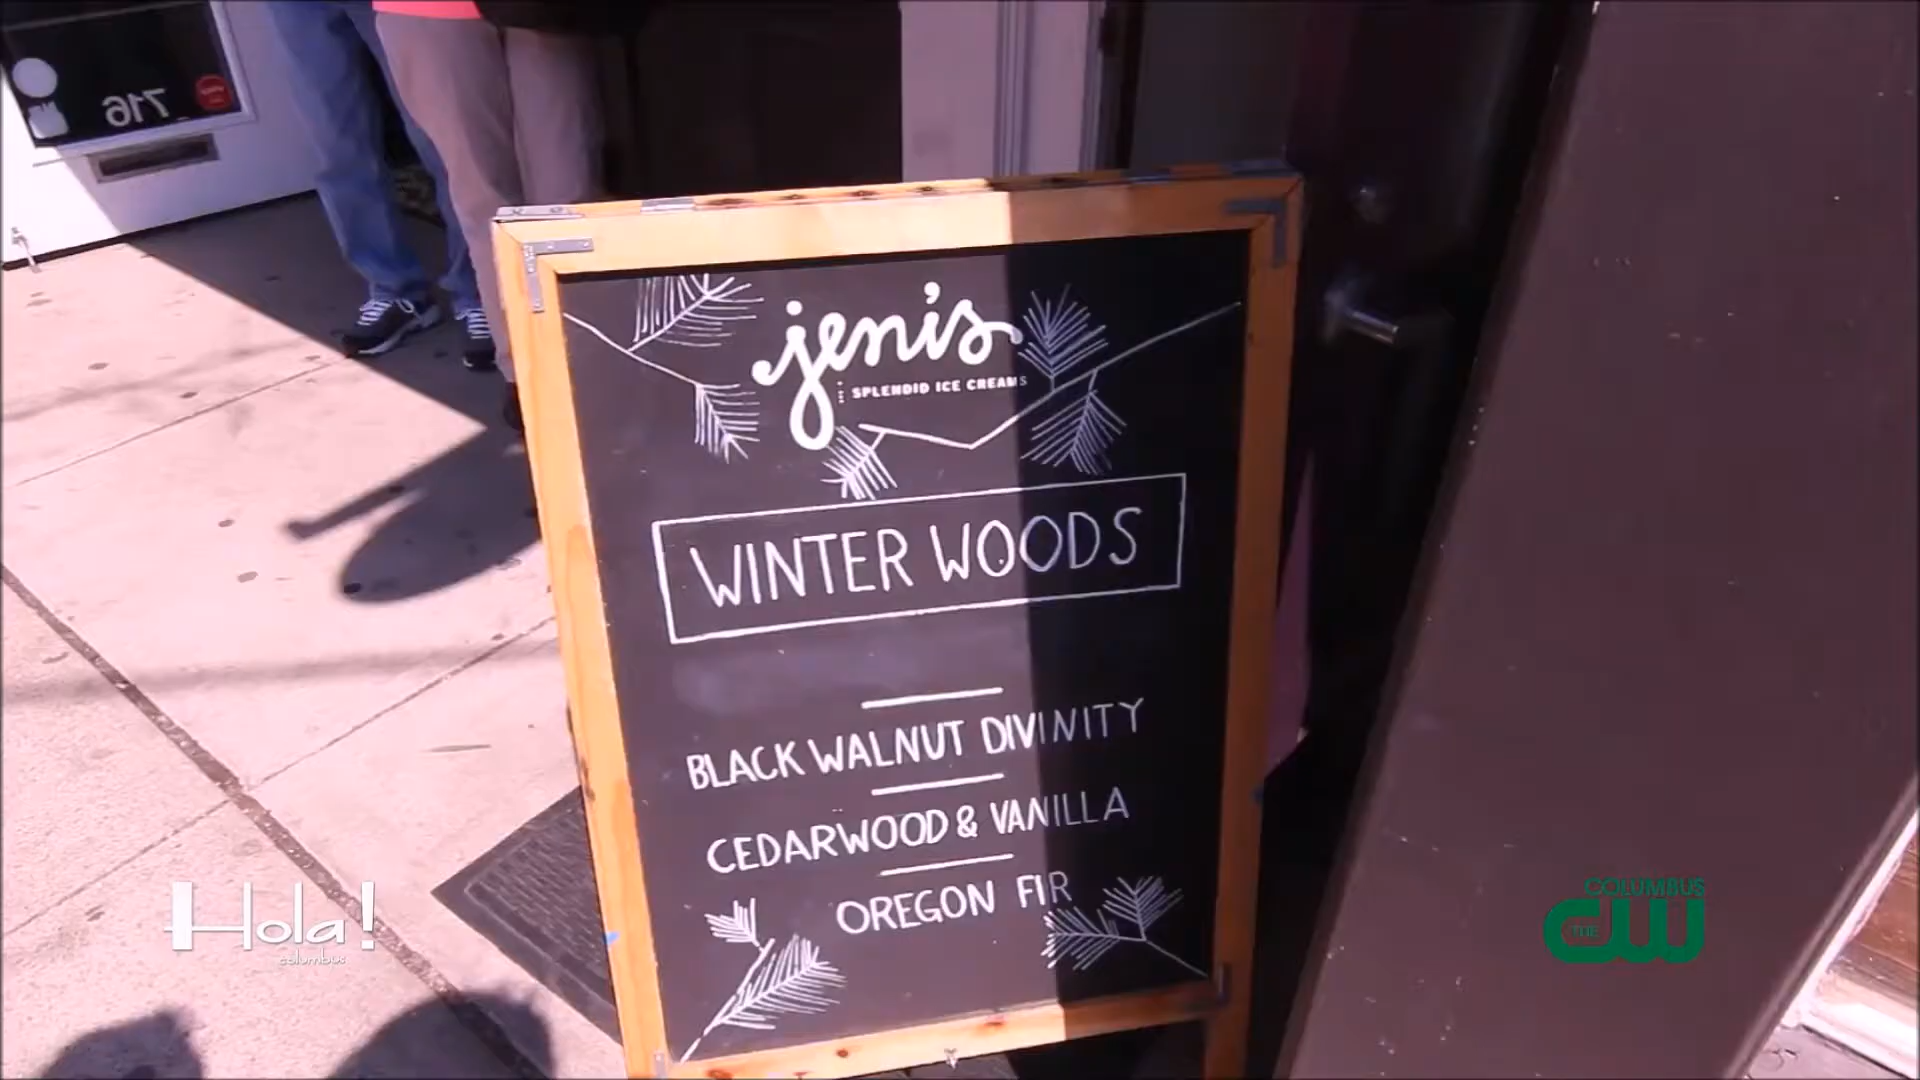 716
jeni's
SPLENDID ICE CREAMS
WINTER WOODS
BLACK WALNUT DIVINITY
CEDARWOOD & VANILLA
OREGON FIR
Hola!
columbus
COLUMBUS
THE CW